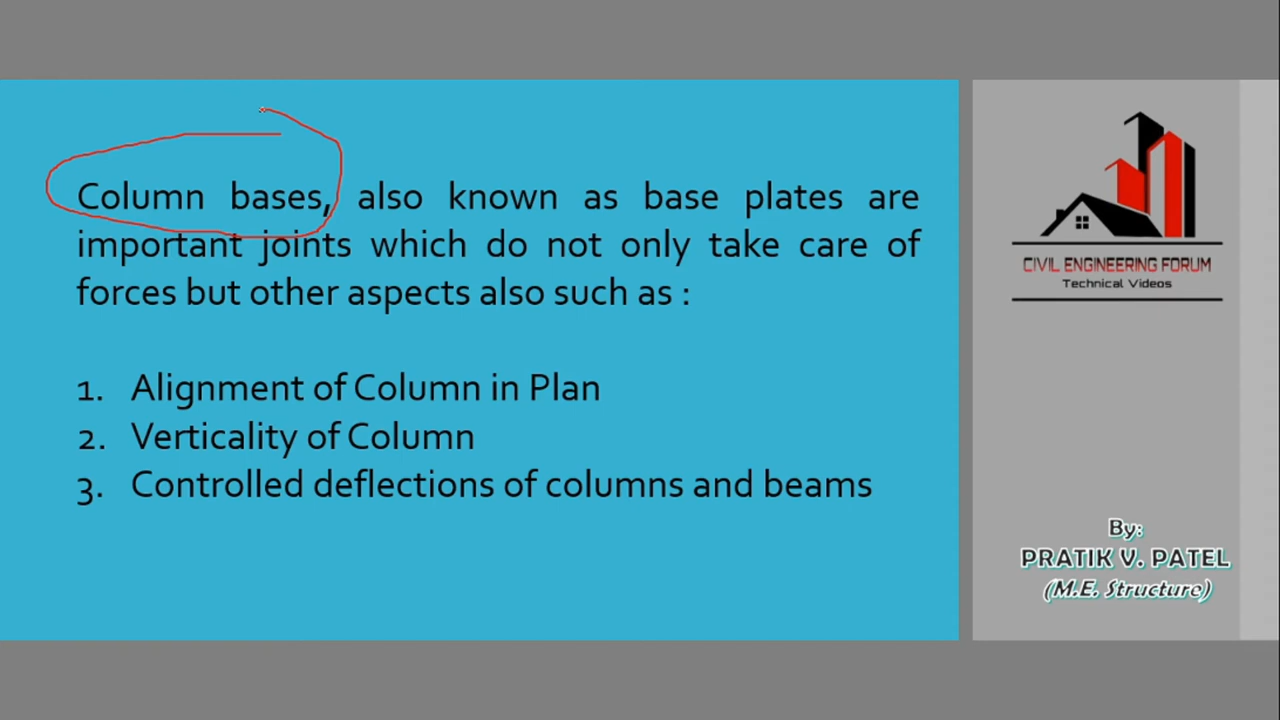 Column bases, also known as base plates are
important joints which do not only take care of
forces but other aspects also such as :
1. Alignment of Column in Plan
2. Verticality of Column
3. Controlled deflections of columns and beams
CIVIL ENGINEERING FORUM
Technical Videos
By:
PRATIK V. PATEL
(M.E. Structure)